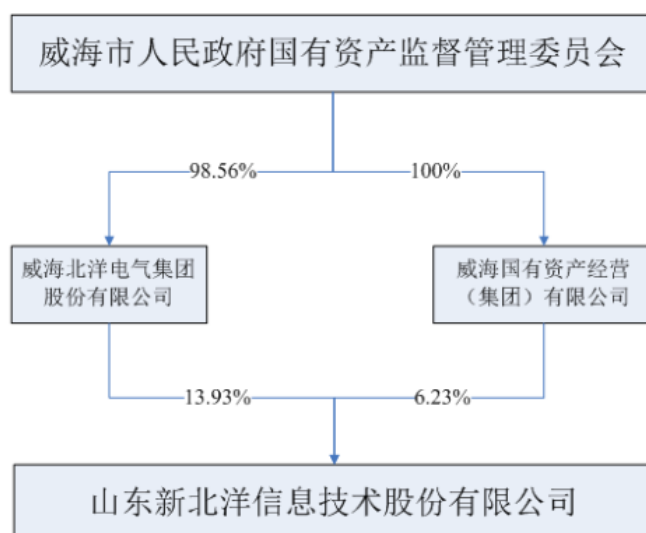 威海市人民政府国有资产监督管理委员会
98.56%
100%
威海北洋电气集团
股份有限公司
威海国有资产经营
（集团）有限公司
13.93%
6.23%
山东新北洋信息技术股份有限公司